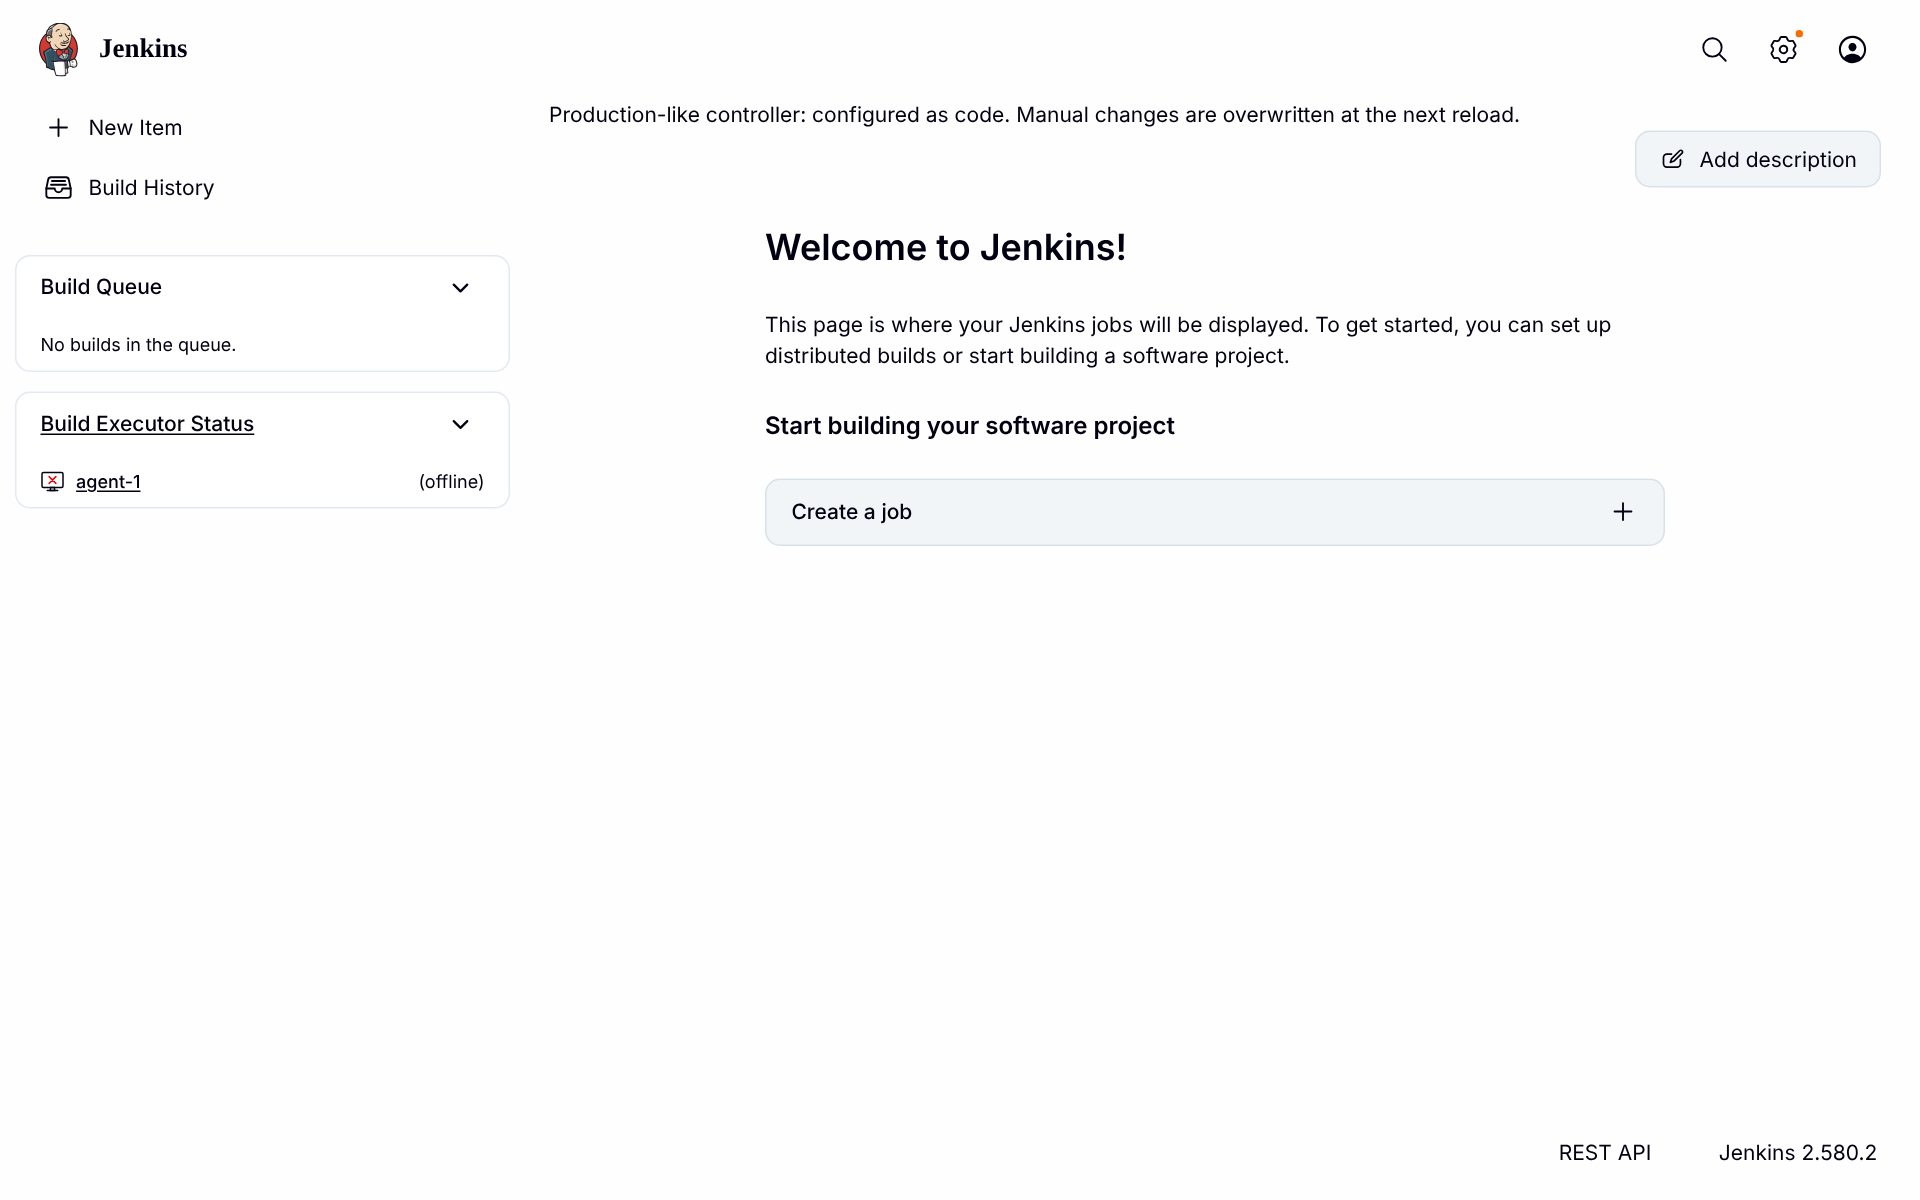 Jenkins
New Item
Build History
Build Queue
No builds in the queue.
Build Executor Status
agent-1 (offline)
Production-like controller: configured as code. Manual changes are overwritten at the next reload.
Add description
Welcome to Jenkins!
This page is where your Jenkins jobs will be displayed. To get started, you can set up
distributed builds or start building a software project.
Start building your software project
Create a job
REST API
Jenkins 2.580.2